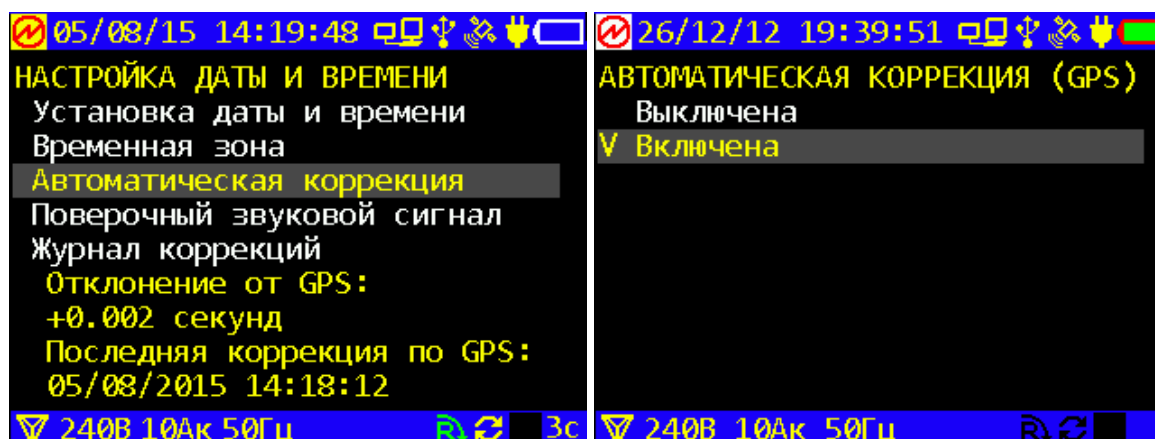 05/08/15 14:19:48
НАСТРОЙКА ДАТЫ И ВРЕМЕНИ
Установка даты и времени
Временная зона
Автоматическая коррекция
Поверочный звуковой сигнал
Журнал коррекций
Отклонение от GPS:
+0.002 секунд
Последняя коррекция по GPS:
05/08/2015 14:18:12
240В 10Ак 50Гц R 3с
26/12/12 19:39:51
АВТОМАТИЧЕСКАЯ КОРРЕКЦИЯ (GPS)
Выключена
V Включена
240В 10Ак 50Гц R